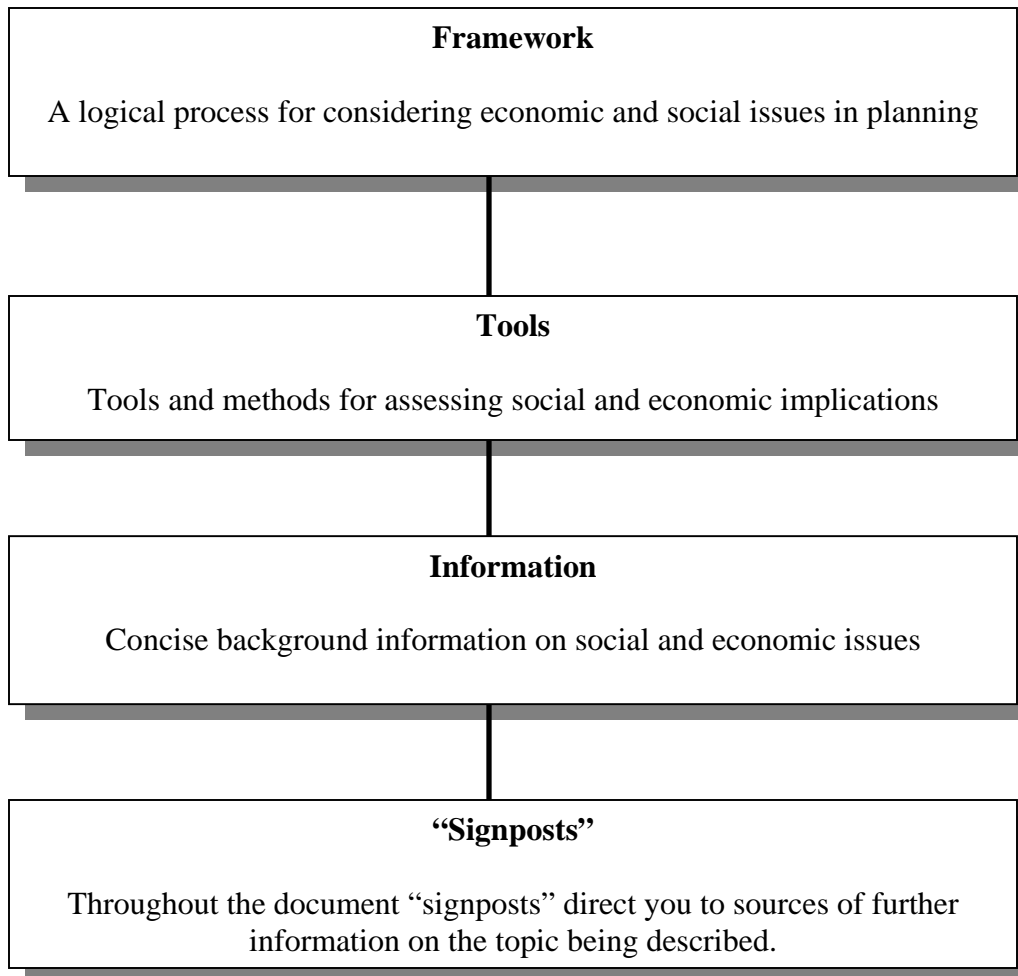 Framework
A logical process for considering economic and social issues in planning
Tools
Tools and methods for assessing social and economic implications
Information
Concise background information on social and economic issues
“Signposts”
Throughout the document “signposts” direct you to sources of further
information on the topic being described.